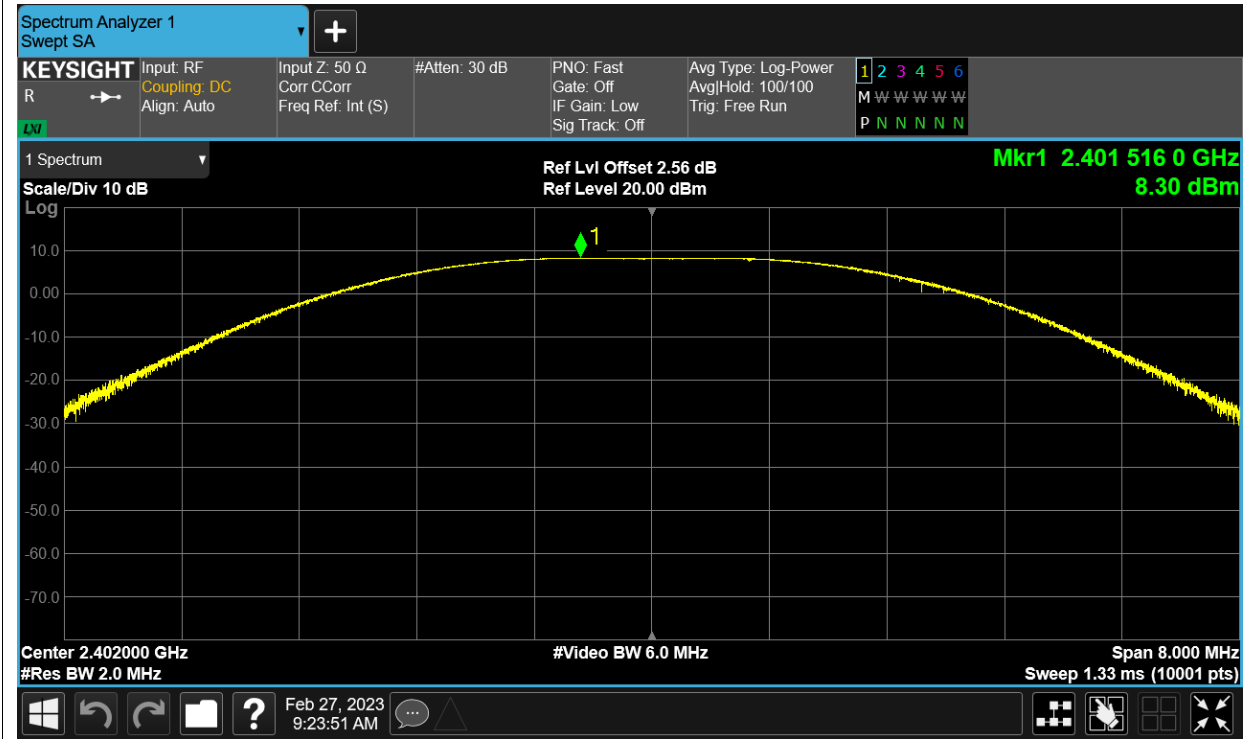 Spectrum Analyzer 1
Swept SA
KEYSIGHT
R
LXI
Input: RF
Coupling: DC
Align: Auto
Input Z: 50 Ω
Corr CCorr
Freq Ref: Int (S)
#Atten: 30 dB
PNO: Fast
Gate: Off
IF Gain: Low
Sig Track: Off
Avg Type: Log-Power
Avg|Hold: 100/100
Trig: Free Run
1 2 3 4 5 6
M W W W W W
P N N N N N
1 Spectrum
Scale/Div 10 dB
Ref Lvl Offset 2.56 dB
Ref Level 20.00 dBm
Mkr1 2.401 516 0 GHz
8.30 dBm
Log
1
10.0
0.00
-10.0
-20.0
-30.0
-40.0
-50.0
-60.0
-70.0
Center 2.402000 GHz
#Video BW 6.0 MHz
Span 8.000 MHz
#Res BW 2.0 MHz
Sweep 1.33 ms (10001 pts)
?
Feb 27, 2023
9:23:51 AM